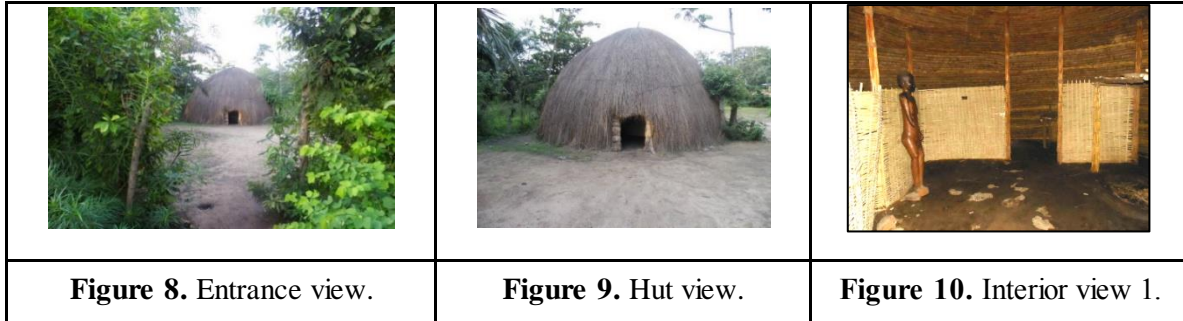 Figure 8. Entrance view.
Figure 9. Hut view.
Figure 10. Interior view 1.